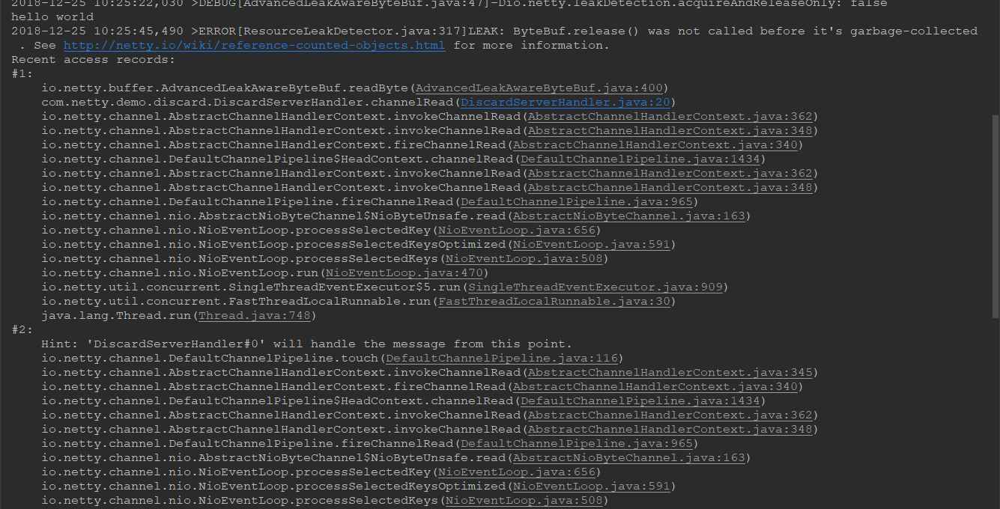 2018-12-25 10:25:22,030 >DEBUG[AdvancedLeakAwareByteBuf.java:47]-Dio.netty.leakDetection.acquireAndReleaseOnly: false
hello world
2018-12-25 10:25:45,490 >ERROR[ResourceLeakDetector.java:317]LEAK: ByteBuf.release() was not called before it's garbage-collected
. See http://netty.io/wiki/reference-counted-objects.html for more information.
Recent access records:
#1:
io.netty.buffer.AdvancedLeakAwareByteBuf.readByte(AdvancedLeakAwareByteBuf.java:400)
com.netty.demo.discard.DiscardServerHandler.channelRead(DiscardServerHandler.java:20)
io.netty.channel.AbstractChannelHandlerContext.invokeChannelRead(AbstractChannelHandlerContext.java:362)
io.netty.channel.AbstractChannelHandlerContext.invokeChannelRead(AbstractChannelHandlerContext.java:348)
io.netty.channel.AbstractChannelHandlerContext.fireChannelRead(AbstractChannelHandlerContext.java:340)
io.netty.channel.DefaultChannelPipeline$HeadContext.channelRead(DefaultChannelPipeline.java:1434)
io.netty.channel.AbstractChannelHandlerContext.invokeChannelRead(AbstractChannelHandlerContext.java:362)
io.netty.channel.AbstractChannelHandlerContext.invokeChannelRead(AbstractChannelHandlerContext.java:348)
io.netty.channel.DefaultChannelPipeline.fireChannelRead(DefaultChannelPipeline.java:965)
io.netty.channel.nio.AbstractNioByteChannel$NioByteUnsafe.read(AbstractNioByteChannel.java:163)
io.netty.channel.nio.NioEventLoop.processSelectedKey(NioEventLoop.java:656)
io.netty.channel.nio.NioEventLoop.processSelectedKeysOptimized(NioEventLoop.java:591)
io.netty.channel.nio.NioEventLoop.processSelectedKeys(NioEventLoop.java:508)
io.netty.channel.nio.NioEventLoop.run(NioEventLoop.java:470)
io.netty.util.concurrent.SingleThreadEventExecutor$5.run(SingleThreadEventExecutor.java:909)
io.netty.util.concurrent.FastThreadLocalRunnable.run(FastThreadLocalRunnable.java:30)
java.lang.Thread.run(Thread.java:748)
#2:
Hint: 'DiscardServerHandler#0' will handle the message from this point.
io.netty.channel.DefaultChannelPipeline.touch(DefaultChannelPipeline.java:116)
io.netty.channel.AbstractChannelHandlerContext.invokeChannelRead(AbstractChannelHandlerContext.java:345)
io.netty.channel.AbstractChannelHandlerContext.fireChannelRead(AbstractChannelHandlerContext.java:340)
io.netty.channel.DefaultChannelPipeline$HeadContext.channelRead(DefaultChannelPipeline.java:1434)
io.netty.channel.AbstractChannelHandlerContext.invokeChannelRead(AbstractChannelHandlerContext.java:362)
io.netty.channel.AbstractChannelHandlerContext.invokeChannelRead(AbstractChannelHandlerContext.java:348)
io.netty.channel.DefaultChannelPipeline.fireChannelRead(DefaultChannelPipeline.java:965)
io.netty.channel.nio.AbstractNioByteChannel$NioByteUnsafe.read(AbstractNioByteChannel.java:163)
io.netty.channel.nio.NioEventLoop.processSelectedKey(NioEventLoop.java:656)
io.netty.channel.nio.NioEventLoop.processSelectedKeysOptimized(NioEventLoop.java:591)
io.netty.channel.nio.NioEventLoop.processSelectedKeys(NioEventLoop.java:508)